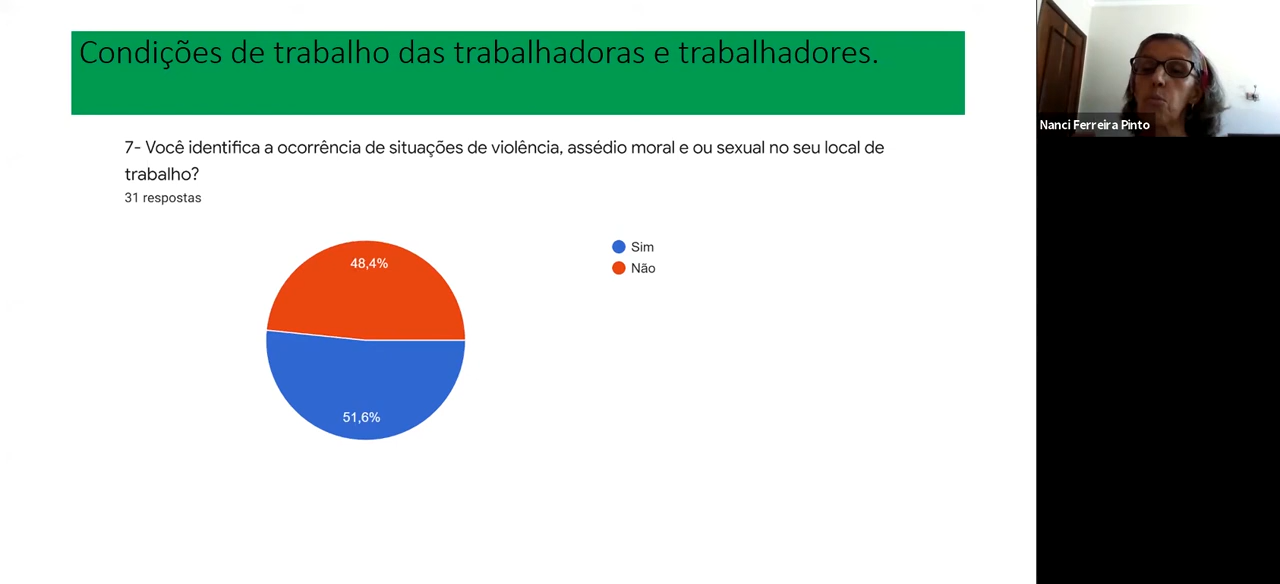 Condições de trabalho das trabalhadoras e trabalhadores.
7- Você identifica a ocorrência de situações de violência, assédio moral e ou sexual no seu local de
trabalho?
31 respostas
48,4%
51,6%
Sim
Não
Nanci Ferreira Pinto